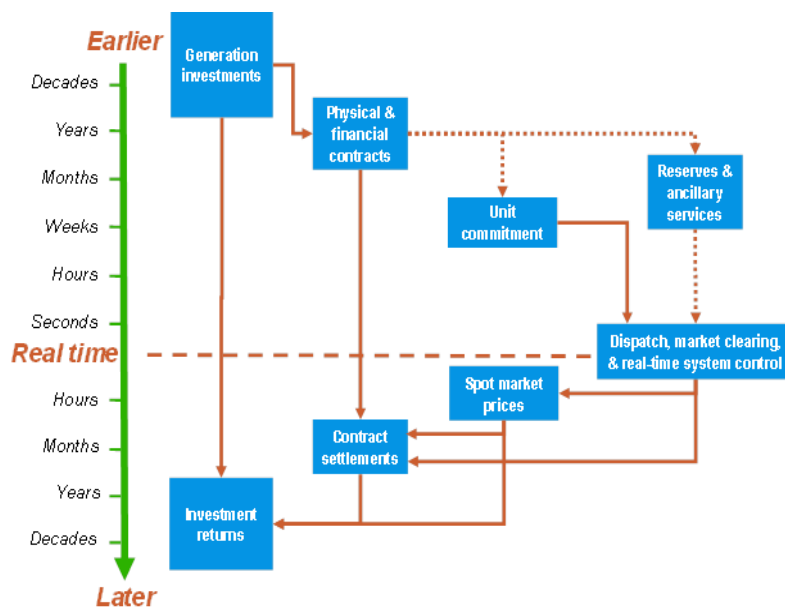 Earlier
Generation
investments
Decades
Physical &
financial
contracts
Years
Reserves &
ancillary
services
Months
Unit
commitment
Weeks
Hours
Seconds
Real time
Dispatch, market clearing,
& real-time system control
Spot market
prices
Hours
Contract
settlements
Months
Years
Investment
returns
Decades
Later